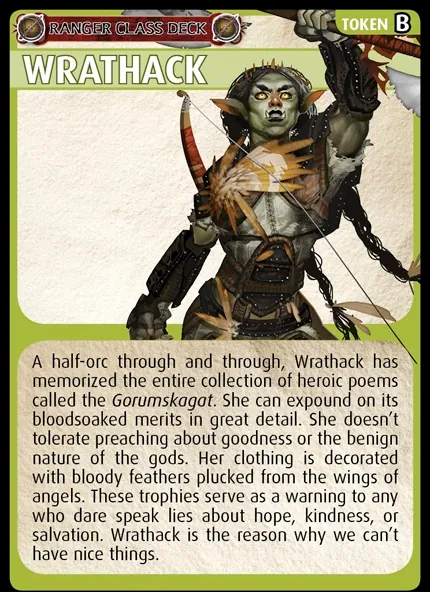 RANGER CLASS DECK
TOKEN B
WRATHACK
A half-orc through and through, Wrathack has
memorized the entire collection of heroic poems
called the Gorumskagat. She can expound on its
bloodsoaked merits in great detail. She doesn’t
tolerate preaching about goodness or the benign
nature of the gods. Her clothing is decorated
with bloody feathers plucked from the wings of
angels. These trophies serve as a warning to any
who dare speak lies about hope, kindness, or
salvation. Wrathack is the reason why we can’t
have nice things.